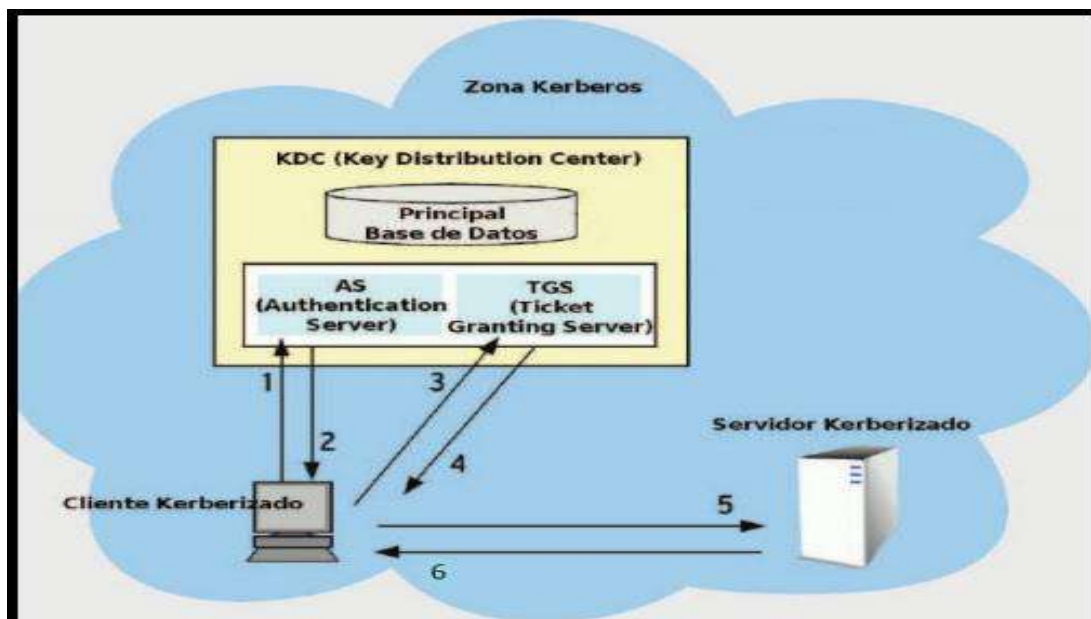 Zona Kerberos
KDC (Key Distribution Center)
Principal
Base de Datos
AS
(Authentication
Server)
TGS
(Ticket
Granting Server)
1
2
3
4
Servidor Kerberizado
Cliente Kerberizado
5
6